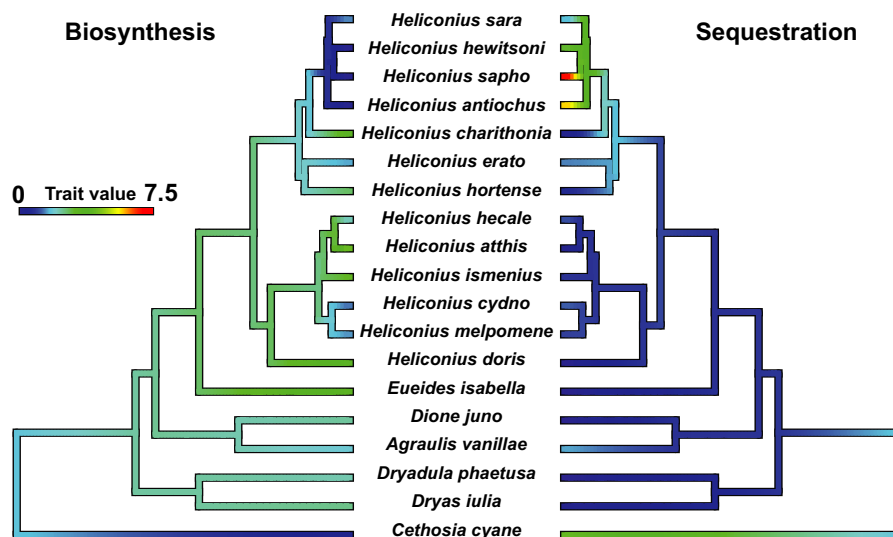 Biosynthesis
Sequestration
0 Trait value 7.5
Heliconius sara
Heliconius hewitsoni
Heliconius sapho
Heliconius antiochus
Heliconius charithonia
Heliconius erato
Heliconius hortense
Heliconius hecale
Heliconius atthis
Heliconius ismenius
Heliconius cydno
Heliconius melpomene
Heliconius doris
Eueides isabella
Dione juno
Agraulis vanillae
Dryadula phaetusa
Dryas iulia
Cethosia cyane